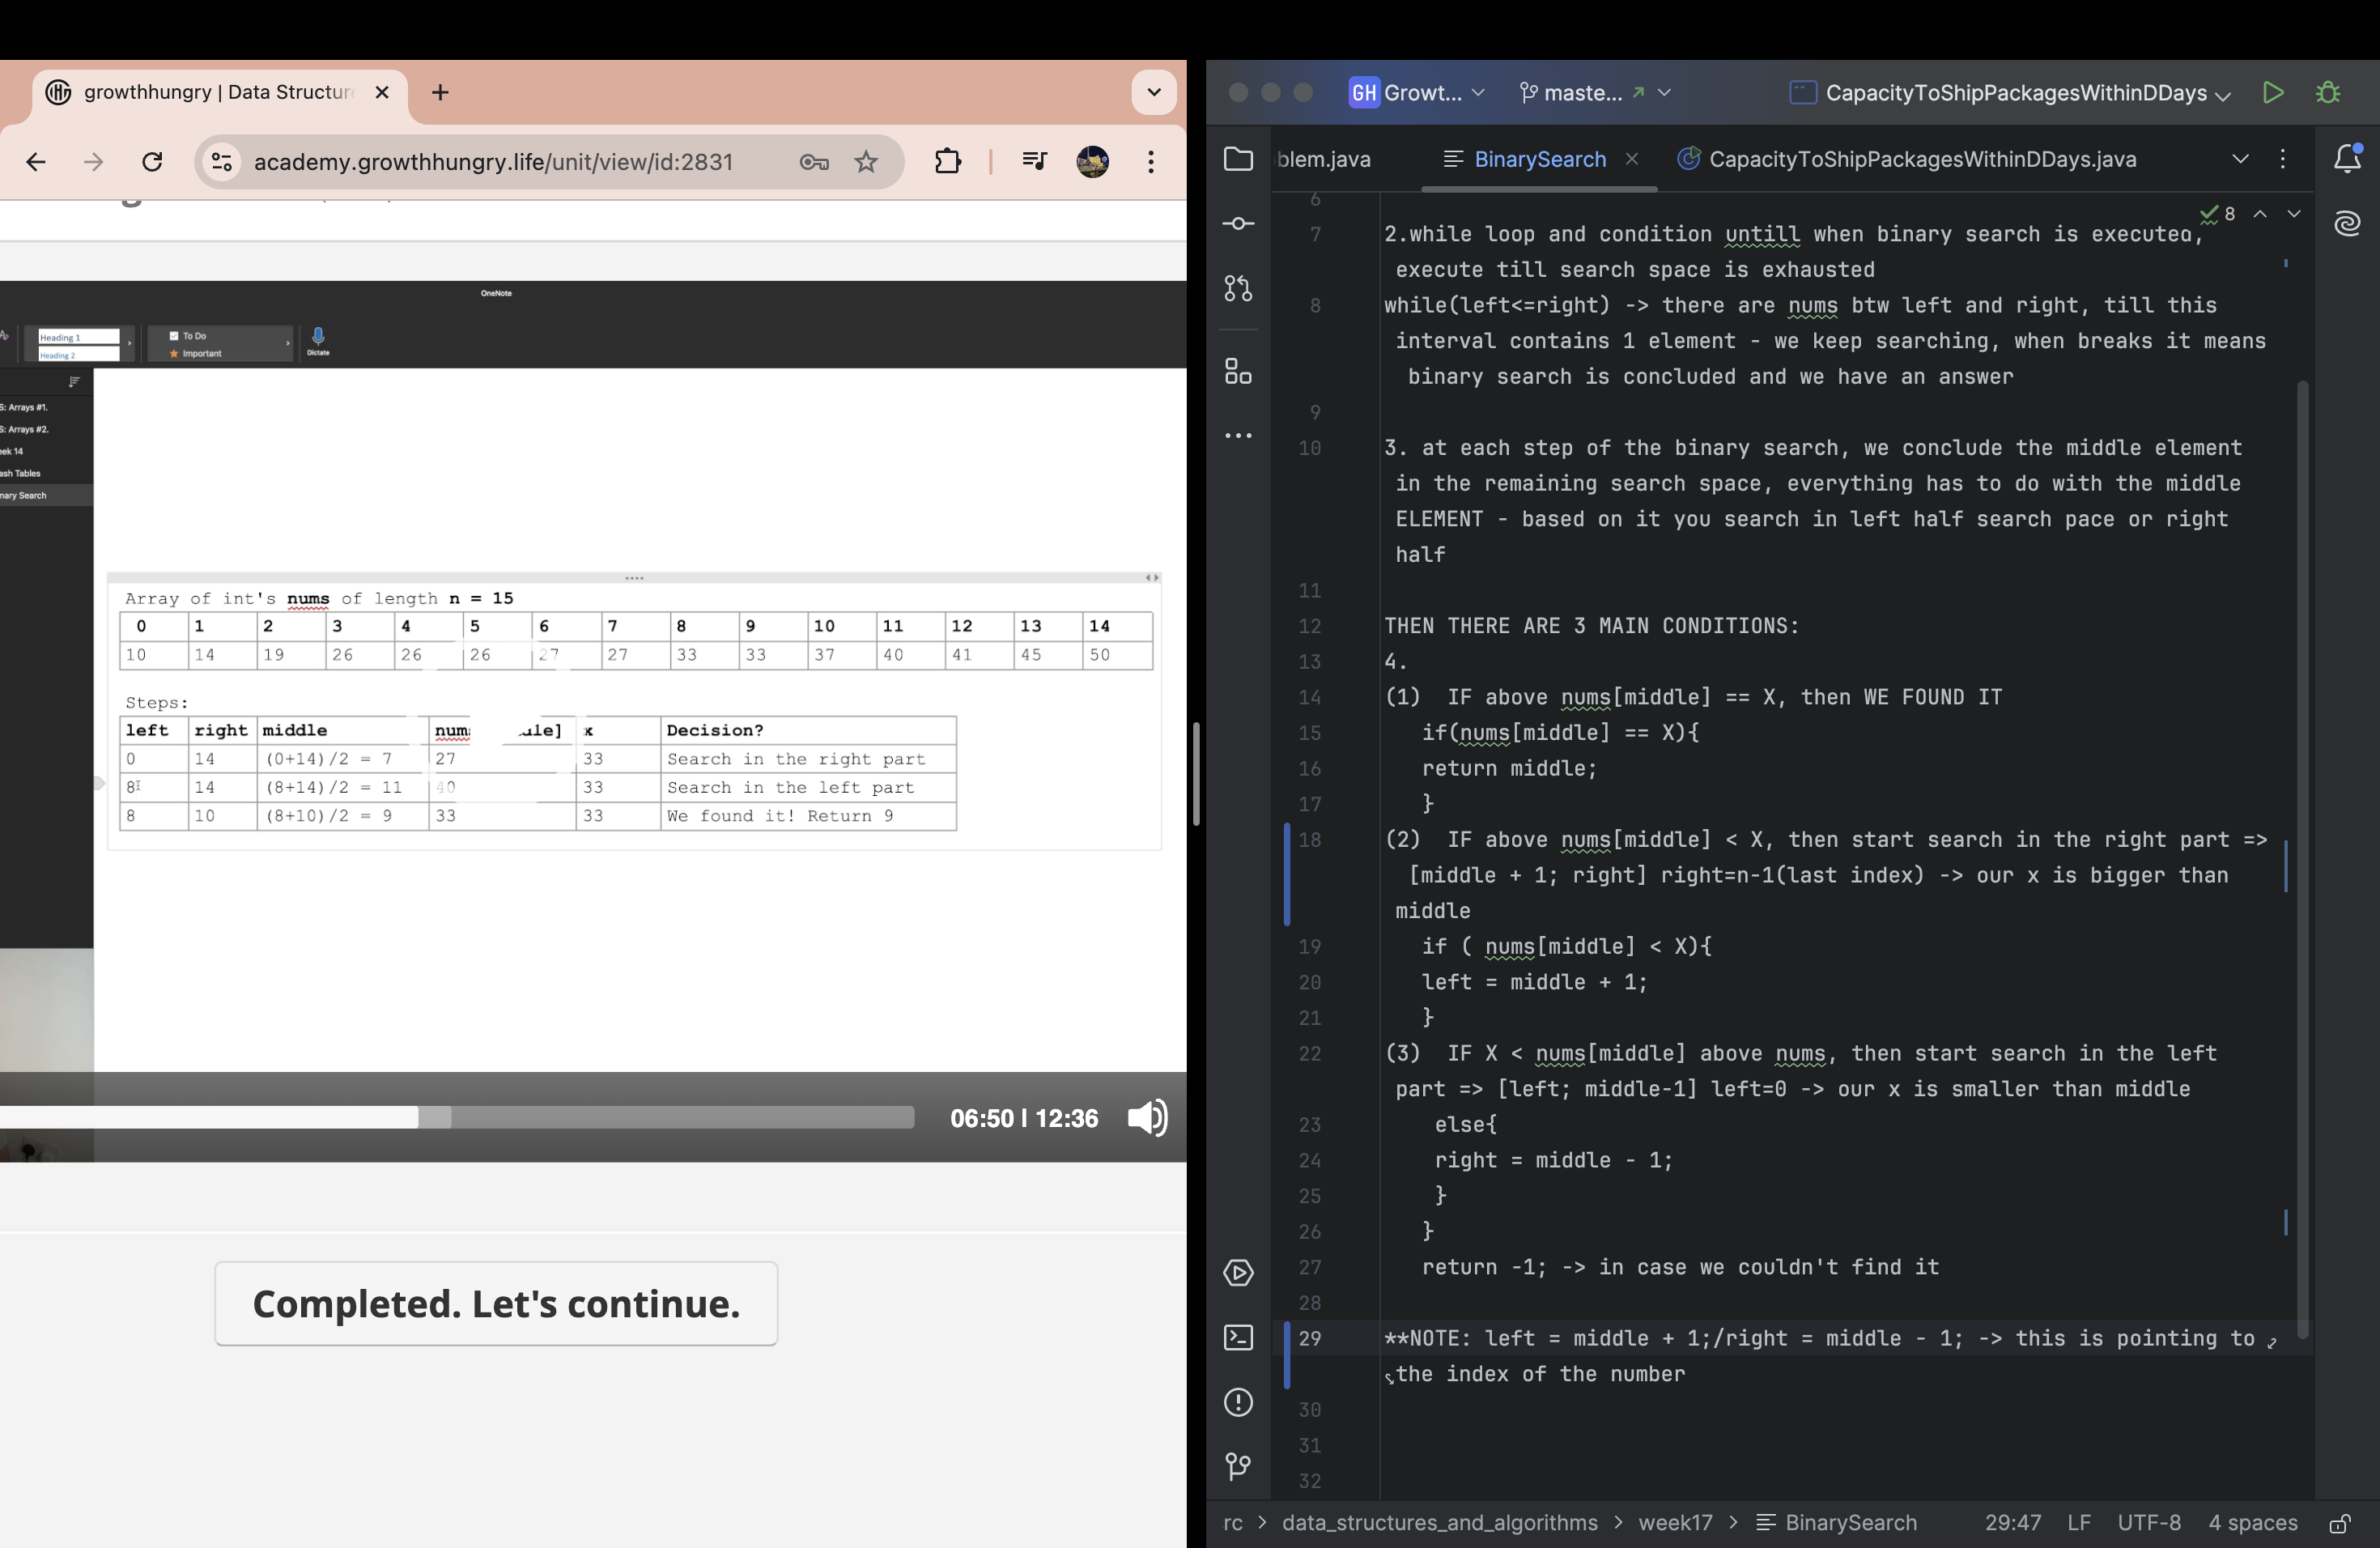 growthhungry | Data Structur
academy.growthhungry.life/unit/view/id:2831
OneNote
Heading 1
Heading 2
To Do
Important
Dictate
S: Arrays #1.
S: Arrays #2.
eek 14
ash Tables
nary Search
Array of int's nums of length n = 15
0 1 2 3 4 5 6 7 8 9 10 11 12 13 14
10 14 19 26 26 26 27 27 33 33 37 40 41 45 50
Steps:
left right middle nums dle] x Decision?
0 14 (0+14)/2 = 7 27 33 Search in the right part
8 14 (8+14)/2 = 11 40 33 Search in the left part
8 10 (8+10)/2 = 9 33 33 We found it! Return 9
06:50 | 12:36
Completed. Let's continue.
GH Growt... maste... CapacityToShipPackagesWithinDDays
blem.java BinarySearch CapacityToShipPackagesWithinDDays.java
8
6
7 2.while loop and condition untill when binary search is executed,
execute till search space is exhausted
8 while(left<=right) -> there are nums btw left and right, till this
interval contains 1 element - we keep searching, when breaks it means
binary search is concluded and we have an answer
9
10 3. at each step of the binary search, we conclude the middle element
in the remaining search space, everything has to do with the middle
ELEMENT - based on it you search in left half search pace or right
half
11
12 THEN THERE ARE 3 MAIN CONDITIONS:
13 4.
14 (1) IF above nums[middle] == X, then WE FOUND IT
15 if(nums[middle] == X){
16 return middle;
17 }
18 (2) IF above nums[middle] < X, then start search in the right part =>
[middle + 1; right] right=n-1(last index) -> our x is bigger than
middle
19 if ( nums[middle] < X){
20 left = middle + 1;
21 }
22 (3) IF X < nums[middle] above nums, then start search in the left
part => [left; middle-1] left=0 -> our x is smaller than middle
23 else{
24 right = middle - 1;
25 }
26 }
27 return -1; -> in case we couldn't find it
28
29 **NOTE: left = middle + 1;/right = middle - 1; -> this is pointing to
the index of the number
30
31
32
rc > data_structures_and_algorithms > week17 > BinarySearch 29:47 LF UTF-8 4 spaces